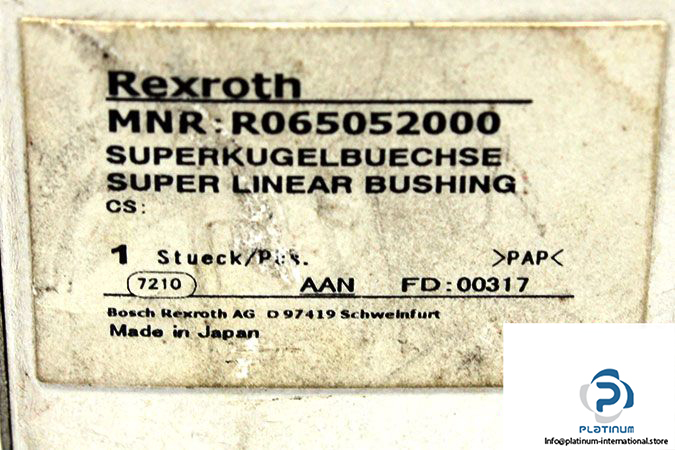 Rexroth
MNR:R065052000
SUPERKUGELBUECHSE
SUPER LINEAR BUSHING
CS:
1 Stueck/Pcs. >PAP<
7210 AAN FD:00317
Bosch Rexroth AG D 97419 Schweinfurt
Made in Japan
PLATINUM
Info@platinum-international.store